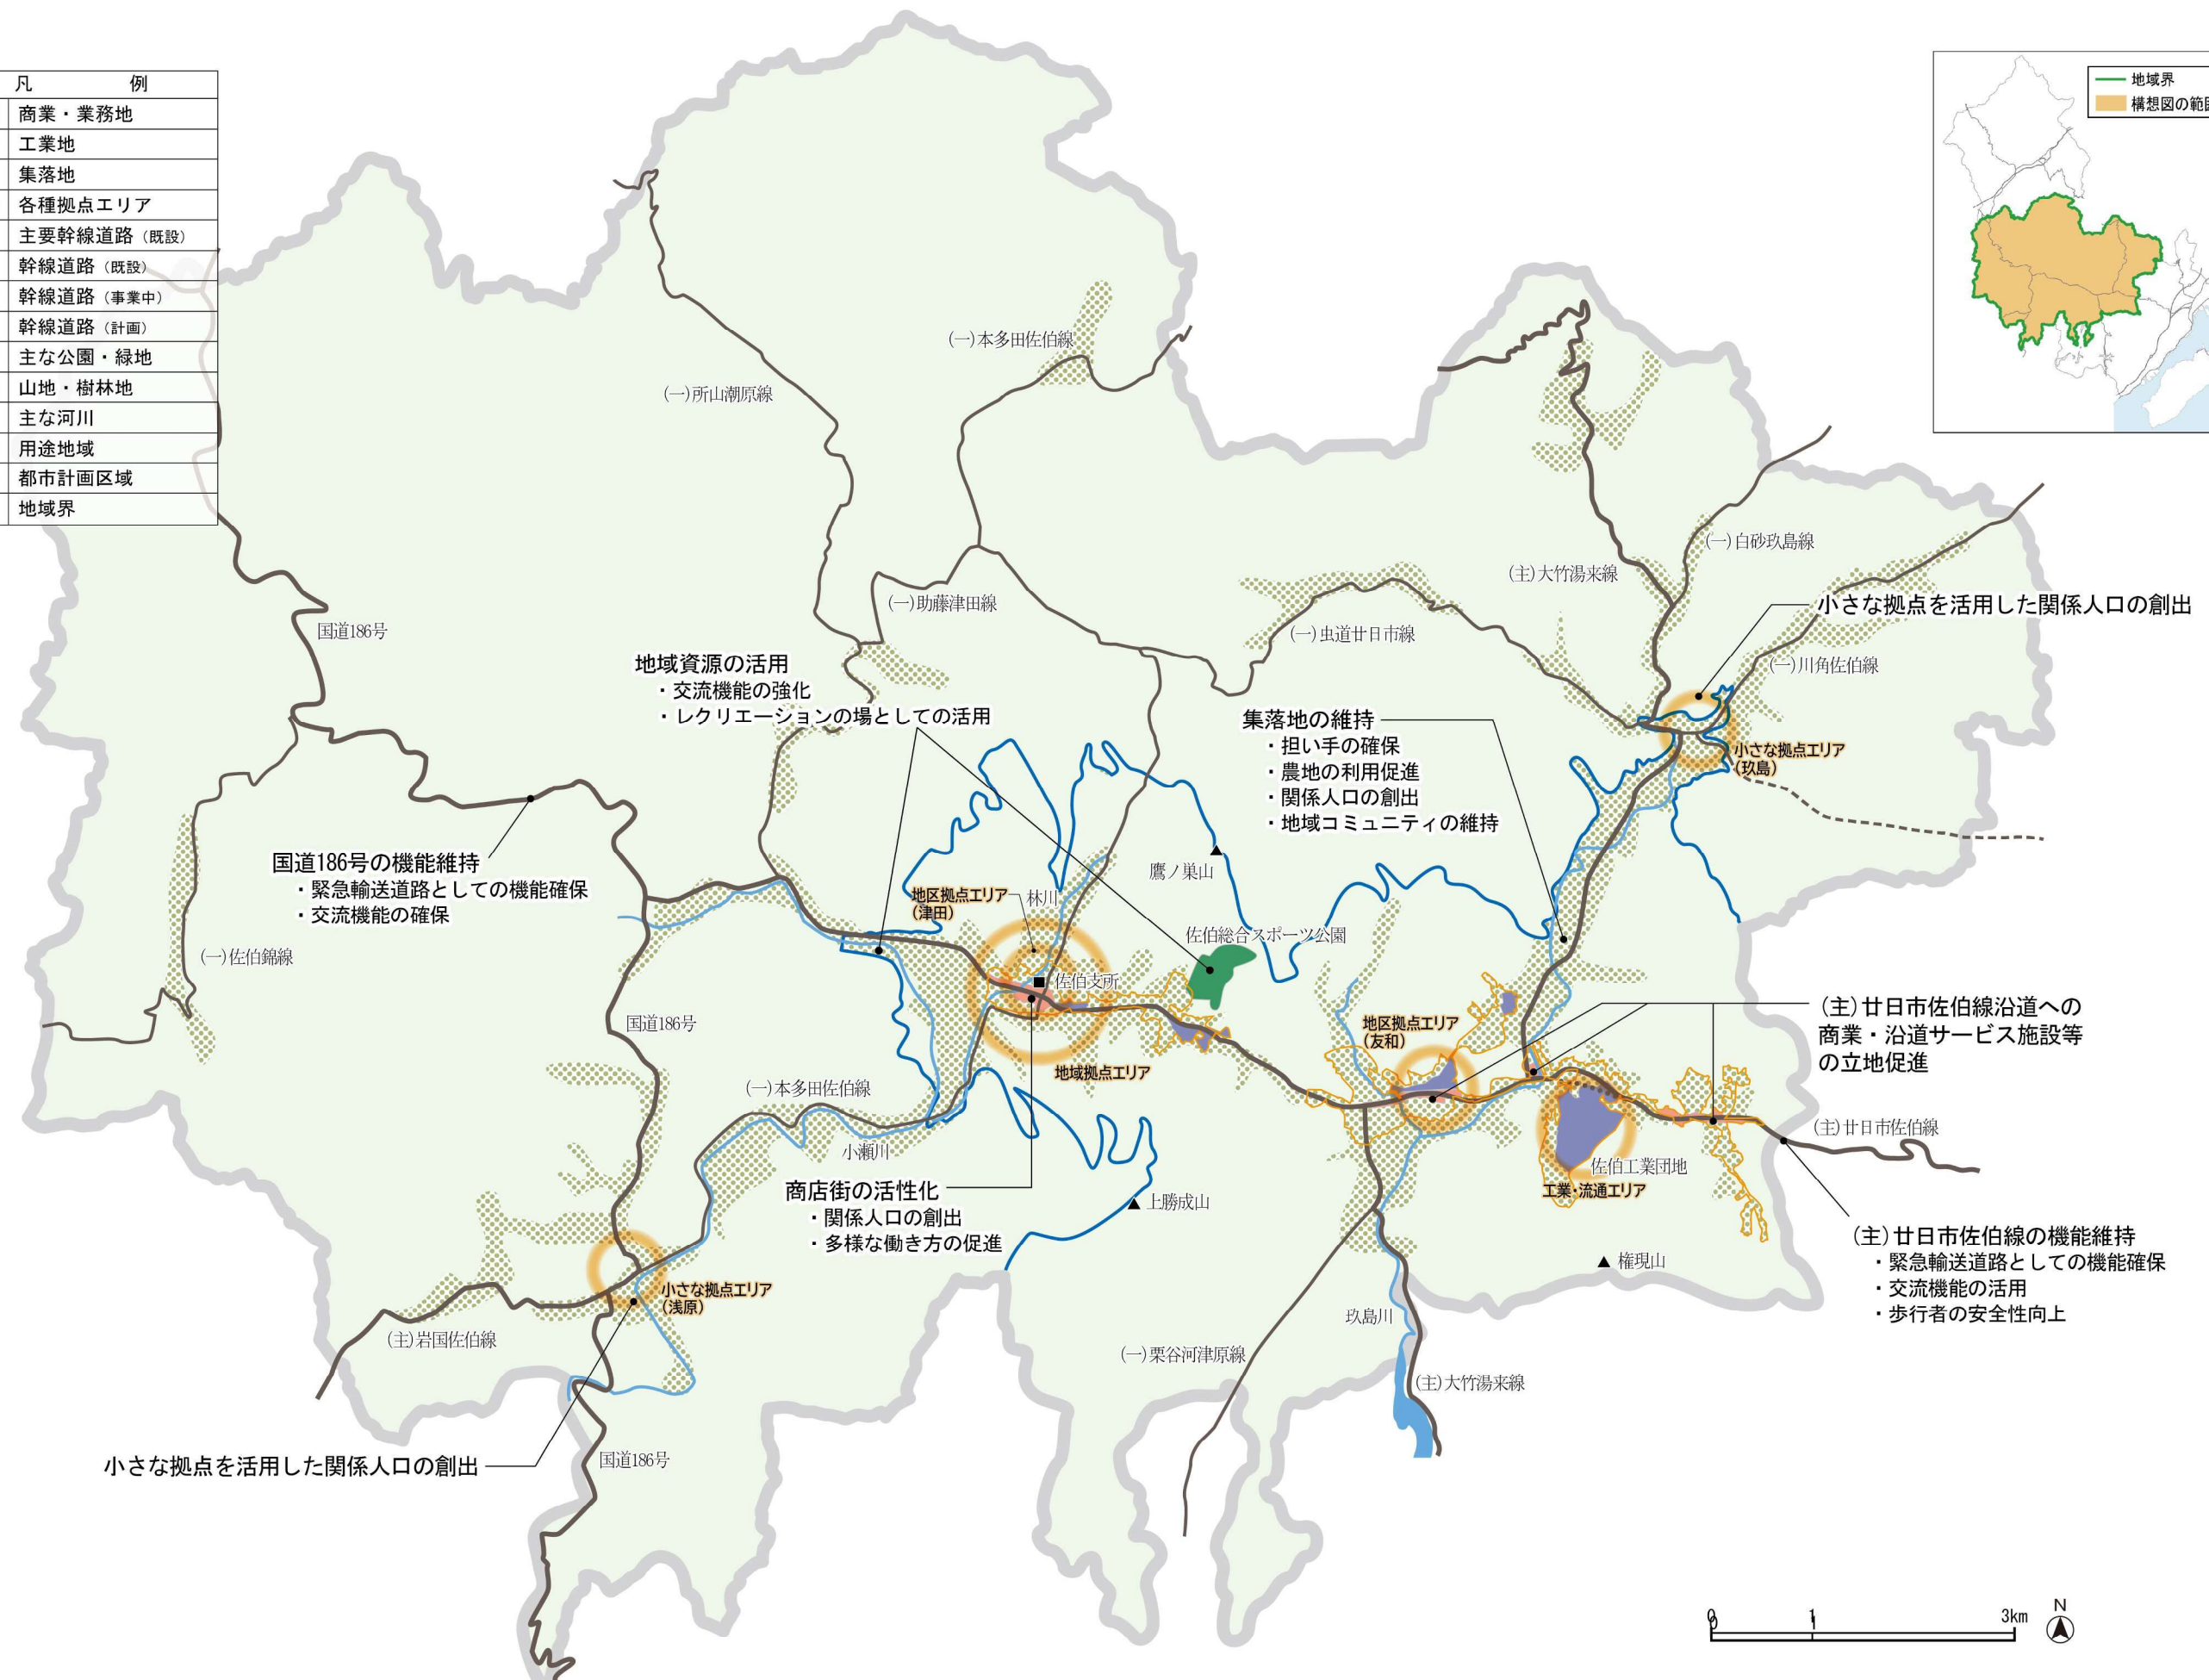 凡　例
商業・業務地
工業地
集落地
各種拠点エリア
主要幹線道路（既設）
幹線道路（既設）
幹線道路（事業中）
幹線道路（計画）
主な公園・緑地
山地・樹林地
主な河川
用途地域
都市計画区域
地域界
地域界
構想図の範囲
(一)本多田佐伯線
(一)所山潮原線
(一)白砂玖島線
(主)大竹湯来線
(一)助藤津田線
小さな拠点を活用した関係人口の創出
国道186号
(一)虫道廿日市線
(一)川角佐伯線
地域資源の活用
・交流機能の強化
・レクリエーションの場としての活用
集落地の維持
・担い手の確保
・農地の利用促進
・関係人口の創出
・地域コミュニティの維持
小さな拠点エリア
（玖島）
国道186号の機能維持
・緊急輸送道路としての機能確保
・交流機能の確保
鷹ノ巣山
地区拠点エリア
（津田）
林川
佐伯総合スポーツ公園
(一)佐伯錦線
佐伯支所
国道186号
地区拠点エリア
（友和）
(主)廿日市佐伯線沿道への
商業・沿道サービス施設等
の立地促進
地域拠点エリア
(一)本多田佐伯線
小瀬川
(主)廿日市佐伯線
佐伯工業団地
工業・流通エリア
商店街の活性化
・関係人口の創出
・多様な働き方の促進
上勝成山
(主)廿日市佐伯線の機能維持
・緊急輸送道路としての機能確保
・交流機能の活用
・歩行者の安全性向上
権現山
小さな拠点エリア
（浅原）
玖島川
(主)岩国佐伯線
(一)栗谷河津原線
(主)大竹湯来線
小さな拠点を活用した関係人口の創出
国道186号
0 1 3km
N